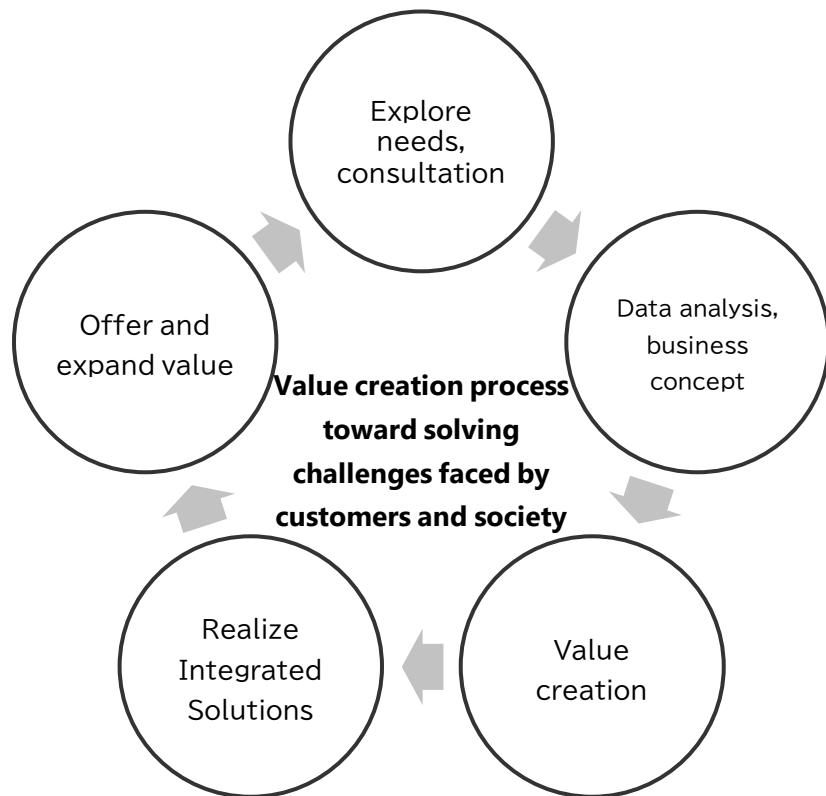 Explore
needs,
consultation
Data analysis,
business
concept
Value
creation
Realize
Integrated
Solutions
Offer and
expand value
Value creation process
toward solving
challenges faced by
customers and society